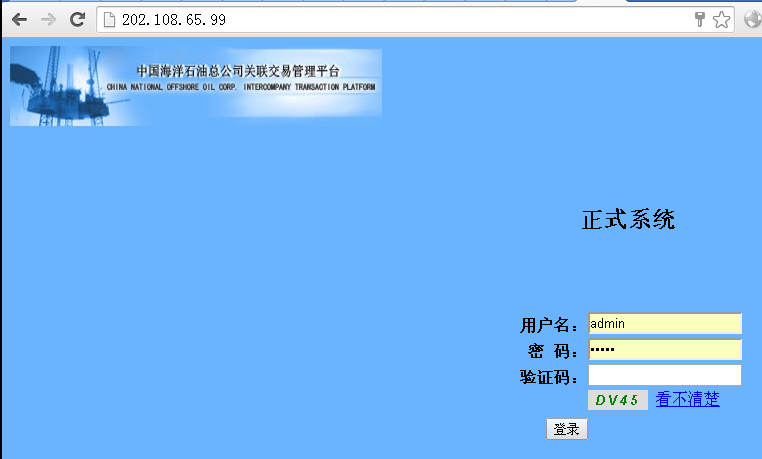 202.108.65.99
中国海洋石油总公司关联交易管理平台
CHINA NATIONAL OFFSHORE OIL CORP. INTERCOMPANY TRANSACTION PLATFORM
正式系统
用户名：admin
密 码：•••••
验证码：
DV45 看不清楚
登录